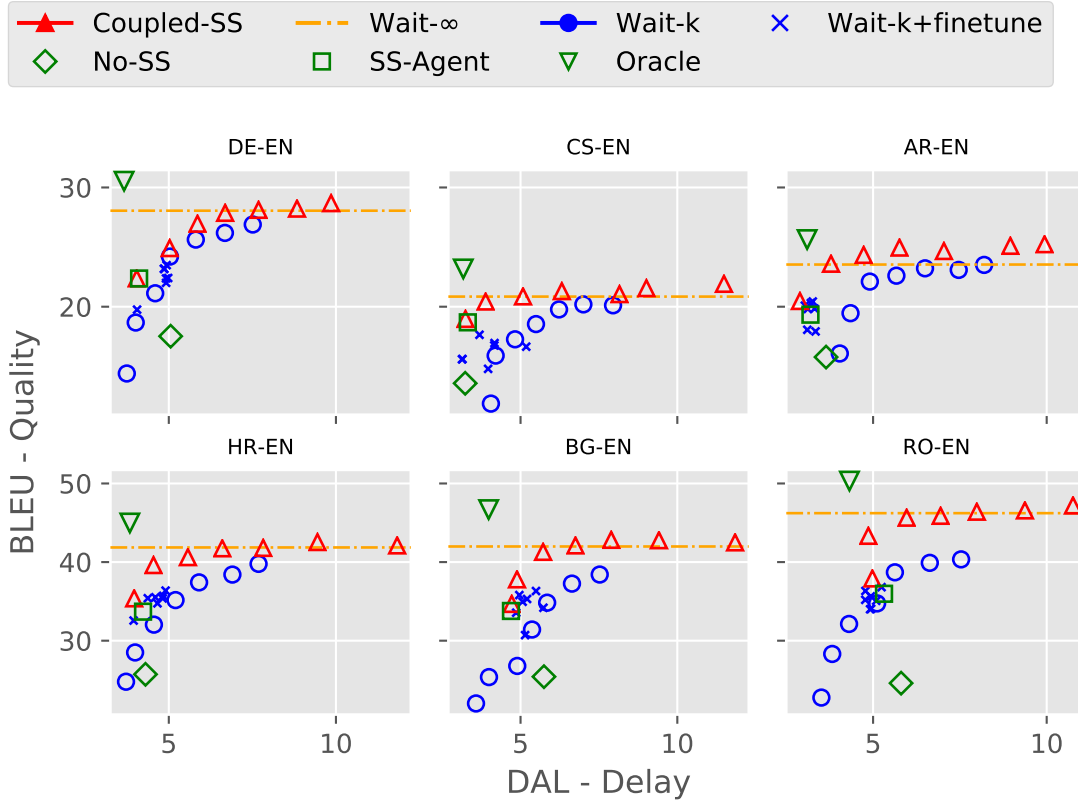 Coupled-SS Wait-∞ Wait-k Wait-k+finetune
No-SS SS-Agent Oracle
DE-EN CS-EN AR-EN
30
20
BLEU - Quality
HR-EN BG-EN RO-EN
50
40
30
5 10 5 10 5 10
DAL - Delay